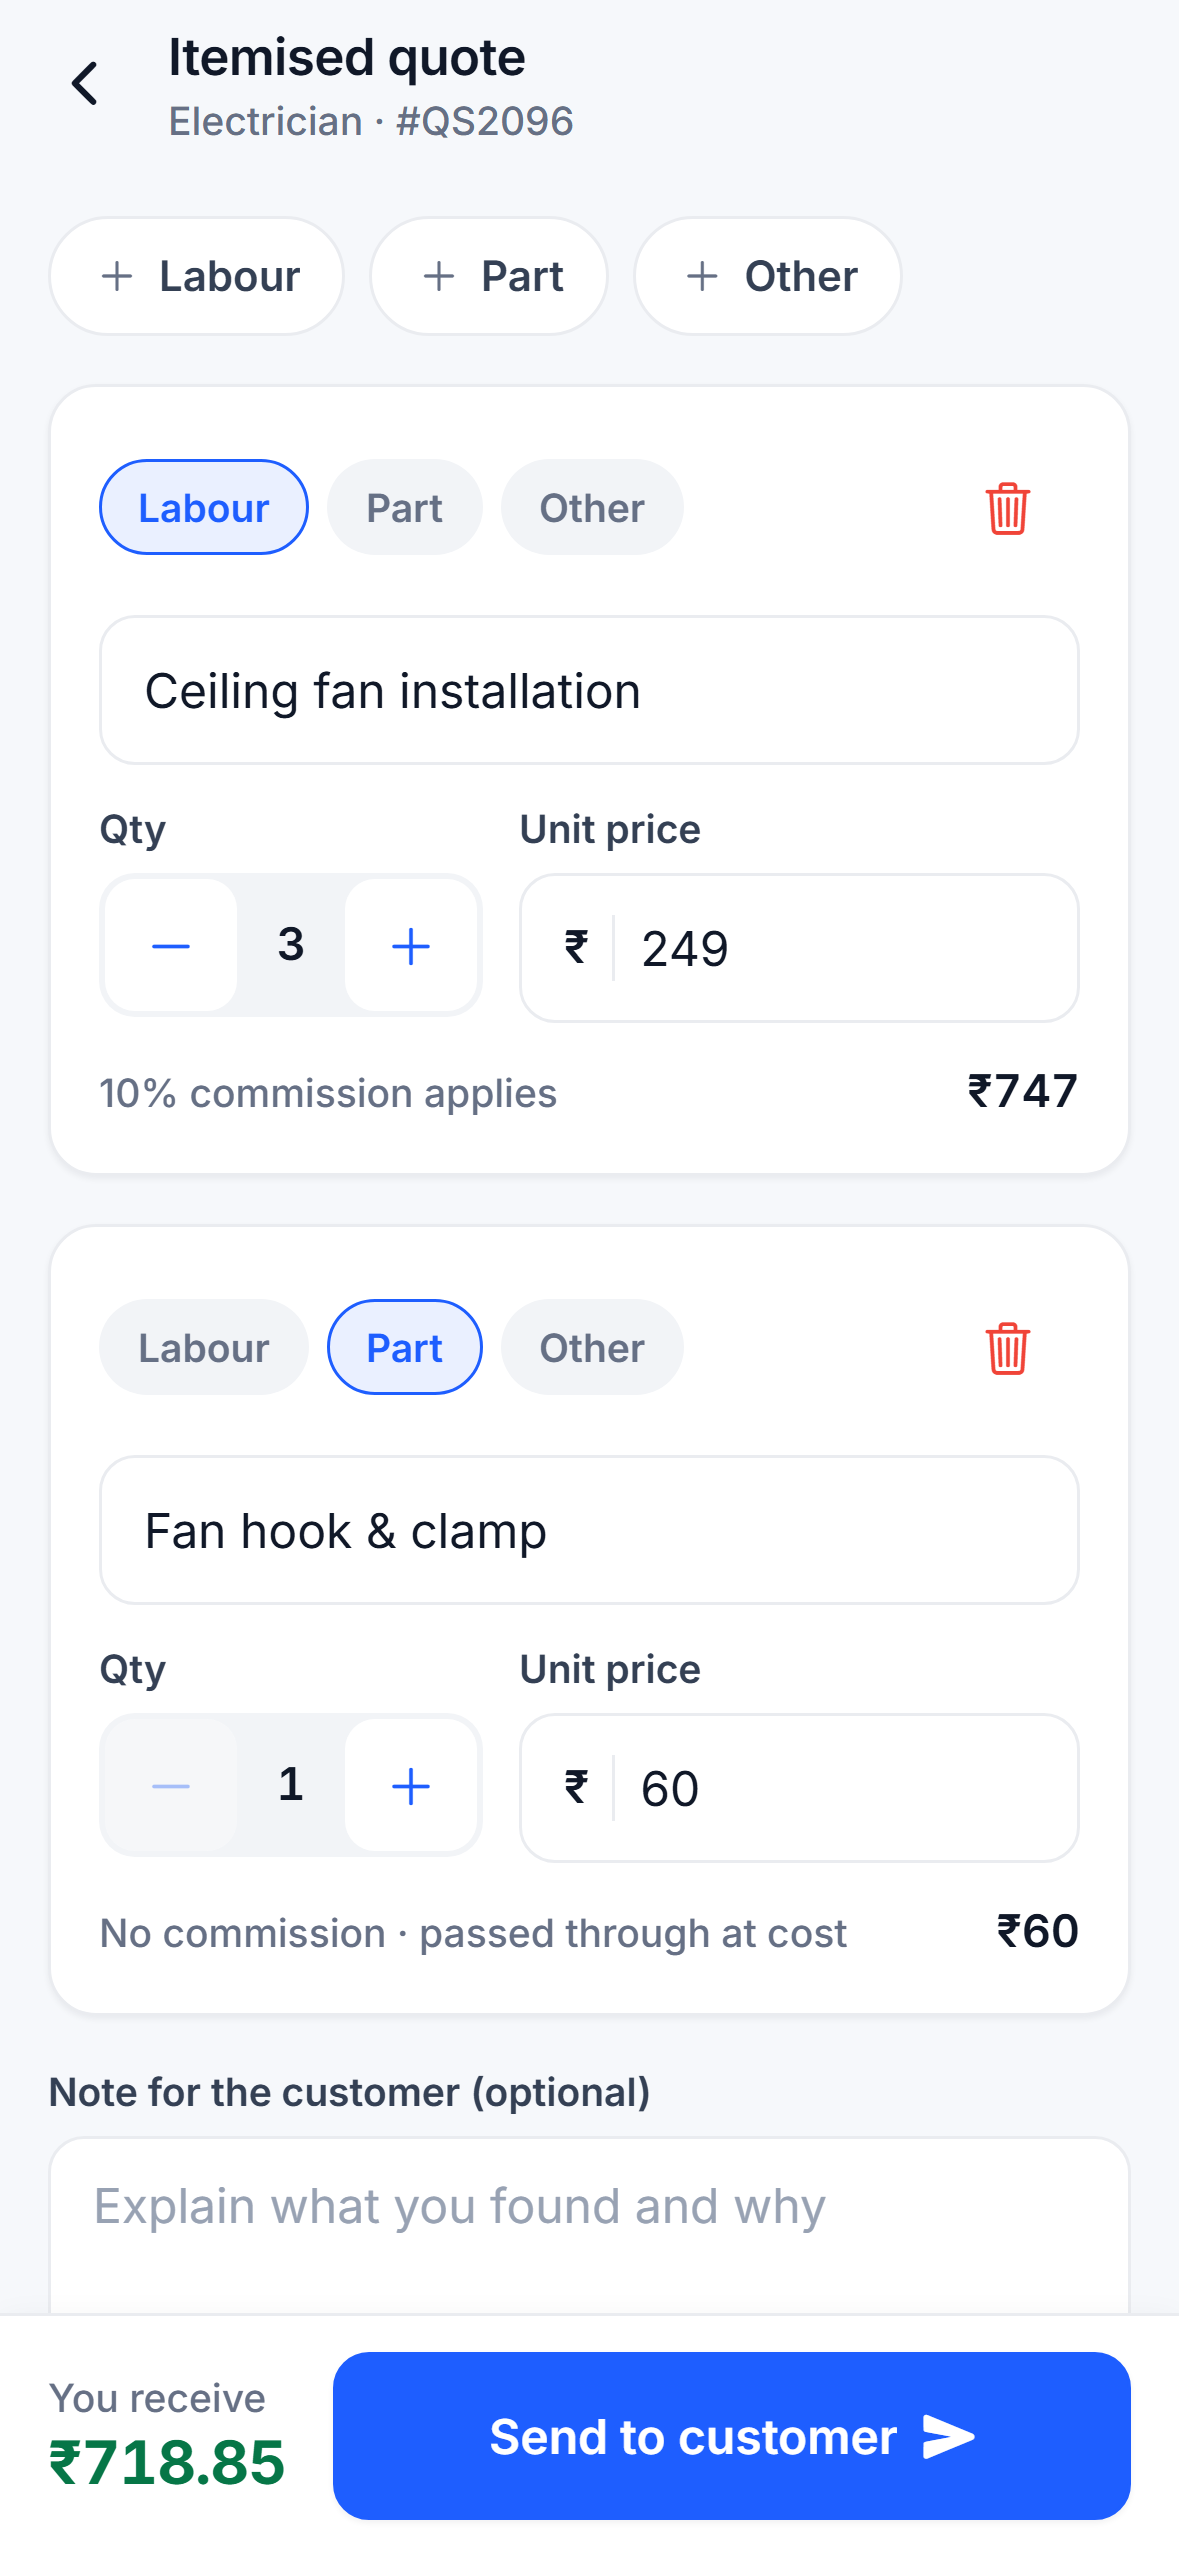 Itemised quote
Electrician · #QS2096
+ Labour + Part + Other
Labour Part Other
Ceiling fan installation
Qty Unit price
− 3 + ₹ 249
10% commission applies ₹747
Labour Part Other
Fan hook & clamp
Qty Unit price
− 1 + ₹ 60
No commission · passed through at cost ₹60
Note for the customer (optional)
Explain what you found and why
You receive
₹718.85
Send to customer